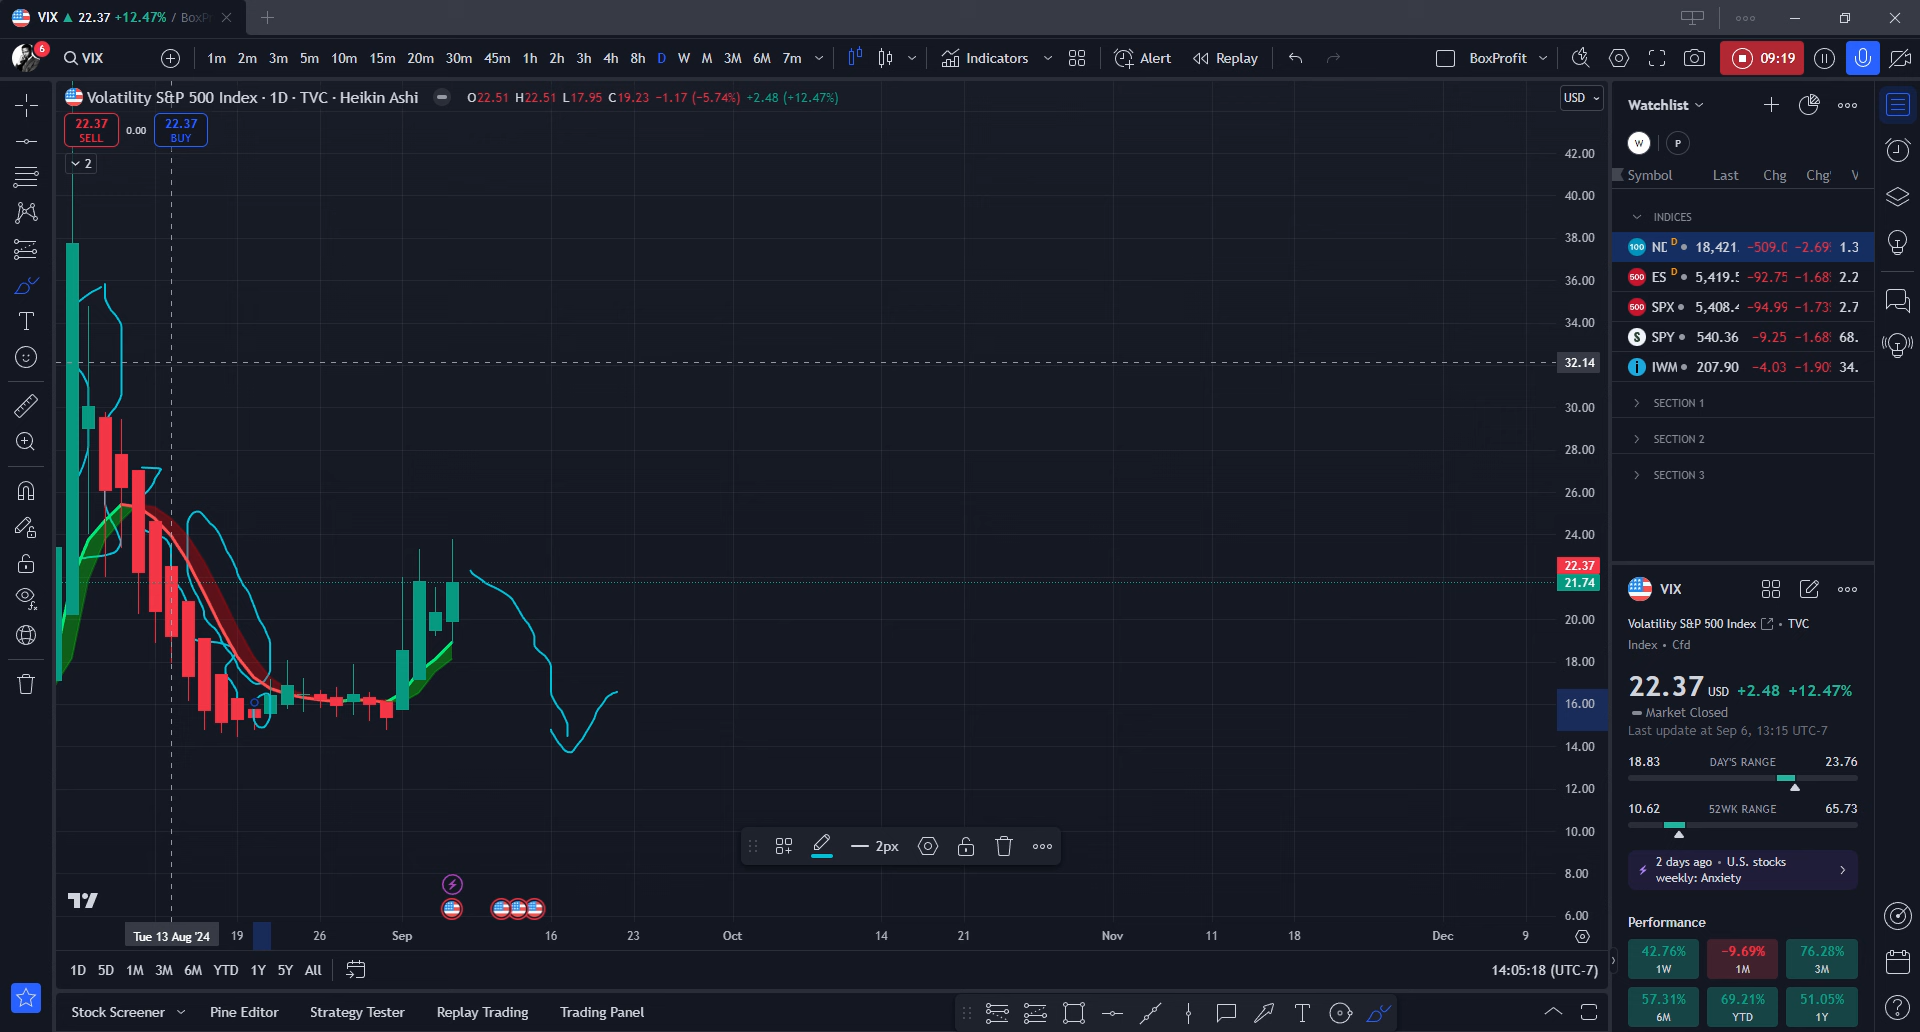 VIX ▲ 22.37 +12.47% / BoxPr
6 VIX 1m 2m 3m 5m 10m 15m 20m 30m 45m 1h 2h 3h 4h 8h D W M 3M 6M 7m Indicators Alert Replay BoxProfit 09:19
Volatility S&P 500 Index · 1D · TVC · Heikin Ashi O22.51 H22.51 L17.95 C19.23 −1.17 (−5.74%) +2.48 (+12.47%)
USD
22.37 SELL 0.00 22.37 BUY
2
42.00
40.00
38.00
36.00
34.00
32.14
30.00
28.00
26.00
24.00
22.37
21.74
20.00
18.00
16.00
14.00
12.00
10.00
8.00
6.00
2px
Tue 13 Aug '24 19 26 Sep 16 23 Oct 14 21 Nov 11 18 Dec 9
1D 5D 1M 3M 6M YTD 1Y 5Y All 14:05:18 (UTC-7)
Stock Screener Pine Editor Strategy Tester Replay Trading Trading Panel
Watchlist
W P
Symbol Last Chg Chg V
INDICES
100 D 18,421. −509.0 −2.69 1.3
500 ES D 5,419.5 −92.75 −1.68 2.2
500 SPX 5,408.4 −94.99 −1.73 2.7
S SPY 540.36 −9.25 −1.68 68.
i IWM 207.90 −4.03 −1.90 34.
SECTION 1
SECTION 2
SECTION 3
VIX
Volatility S&P 500 Index • TVC
Index • Cfd
22.37 USD +2.48 +12.47%
Market Closed
Last update at Sep 6, 13:15 UTC-7
18.83 DAY'S RANGE 23.76
10.62 52WK RANGE 65.73
2 days ago • U.S. stocks
weekly: Anxiety
Performance
42.76% −9.69% 76.28%
1W 1M 3M
57.31% 69.21% 51.05%
6M YTD 1Y